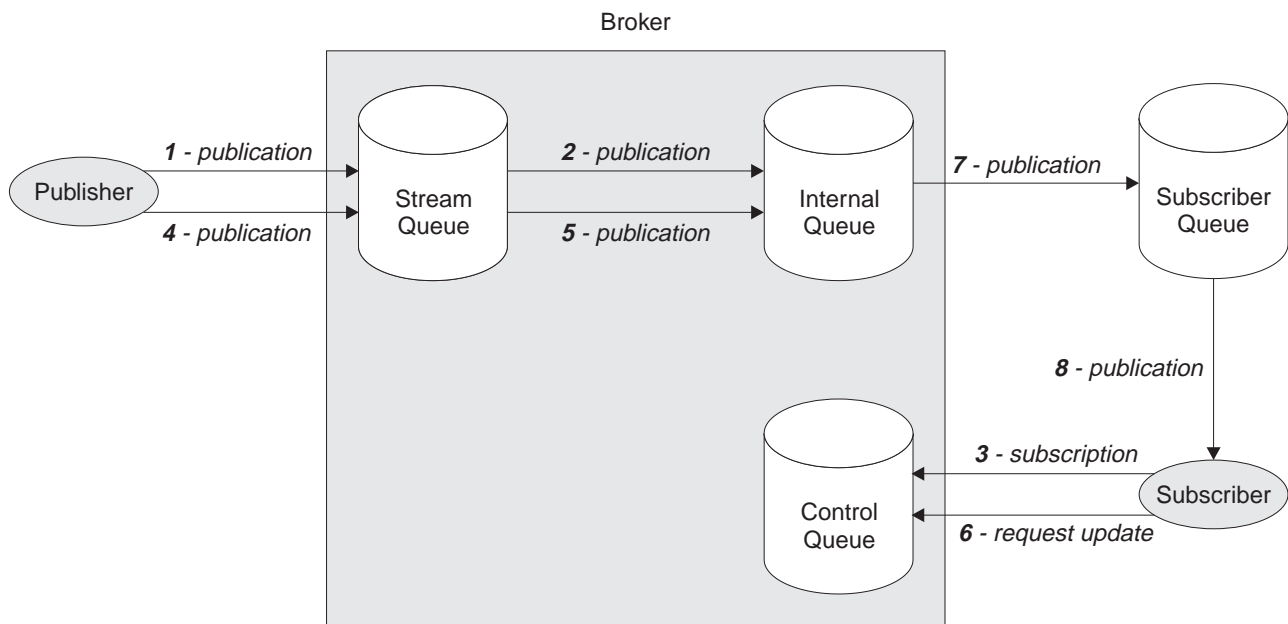 Broker
1 - publication
2 - publication
7 - publication
Publisher
Stream
Queue
Internal
Queue
Subscriber
Queue
4 - publication
5 - publication
8 - publication
3 - subscription
Control
Queue
Subscriber
6 - request update